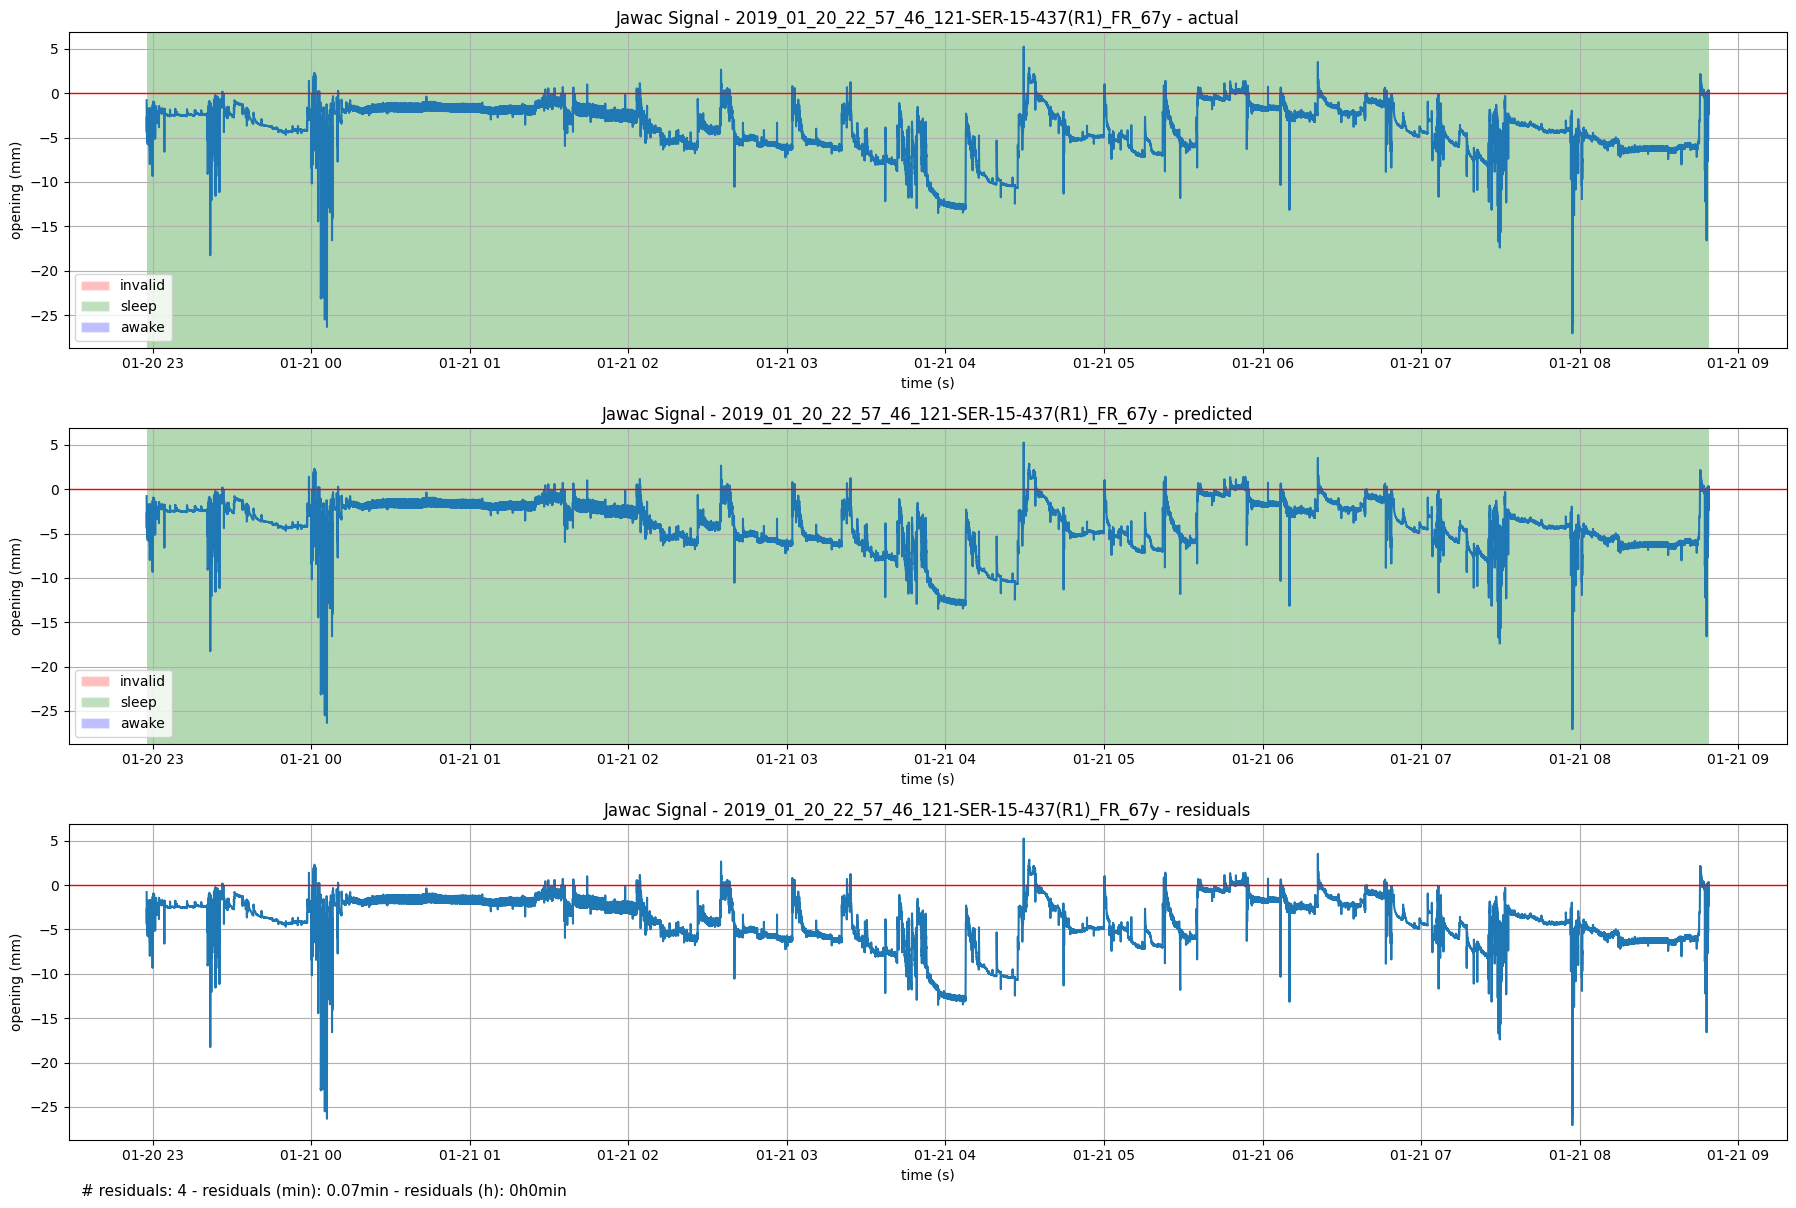 Jawac Signal - 2019_01_20_22_57_46_121-SER-15-437(R1)_FR_67y - actual
5
0
−5
−10
−15
−20
−25
opening (mm)
invalid
sleep
awake
01-20 23 01-21 00 01-21 01 01-21 02 01-21 03 01-21 04 01-21 05 01-21 06 01-21 07 01-21 08 01-21 09
time (s)
Jawac Signal - 2019_01_20_22_57_46_121-SER-15-437(R1)_FR_67y - predicted
5
0
−5
−10
−15
−20
−25
opening (mm)
invalid
sleep
awake
01-20 23 01-21 00 01-21 01 01-21 02 01-21 03 01-21 04 01-21 05 01-21 06 01-21 07 01-21 08 01-21 09
time (s)
Jawac Signal - 2019_01_20_22_57_46_121-SER-15-437(R1)_FR_67y - residuals
5
0
−5
−10
−15
−20
−25
opening (mm)
01-20 23 01-21 00 01-21 01 01-21 02 01-21 03 01-21 04 01-21 05 01-21 06 01-21 07 01-21 08 01-21 09
time (s)
# residuals: 4 - residuals (min): 0.07min - residuals (h): 0h0min